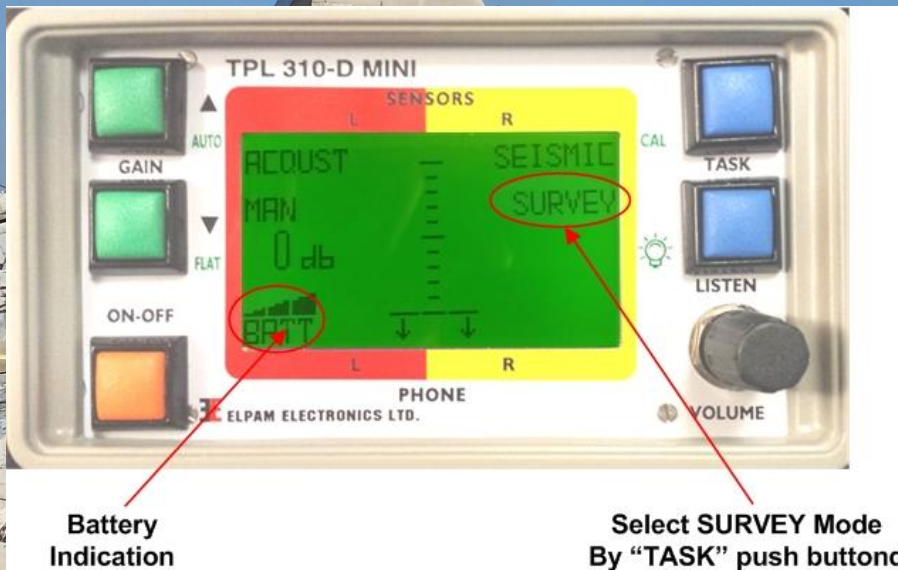 TPL 310-D MINI
SENSORS
L R
AUTO
GAIN
CAL
TASK
ACOUST SEISMIC
MAN SURVEY
0 db
FLAT
LISTEN
ON-OFF
BATT
L R
PHONE
ELPAM ELECTRONICS LTD.
VOLUME
Battery
Indication
Select SURVEY Mode
By “TASK” push buttond